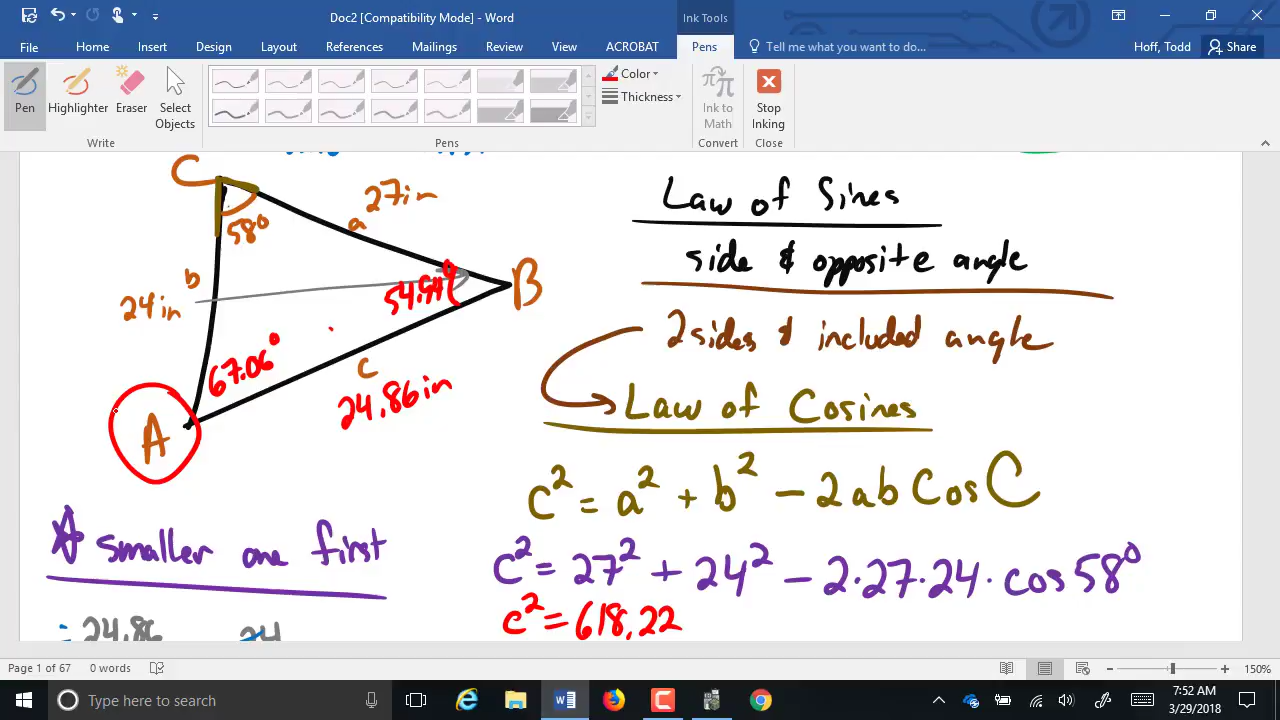 Doc2 [Compatibility Mode] - Word
Ink Tools
File Home Insert Design Layout References Mailings Review View ACROBAT Pens Tell me what you want to do... Hoff, Todd Share
Pen Highlighter Eraser Select Objects
Color
Thickness
Ink to Math
Stop Inking
Write Pens Convert Close
C
27in
a
58°
b
24in
B
54.94°
67.06°
c
24.86in
A
Law of Sines
side & opposite angle
2 sides & included angle
Law of Cosines
c² = a² + b² - 2ab Cos C
smaller one first
c² = 27² + 24² - 2·27·24·cos 58°
c² = 618.22
24.86 24
Page 1 of 67 0 words 150%
Type here to search
7:52 AM
3/29/2018